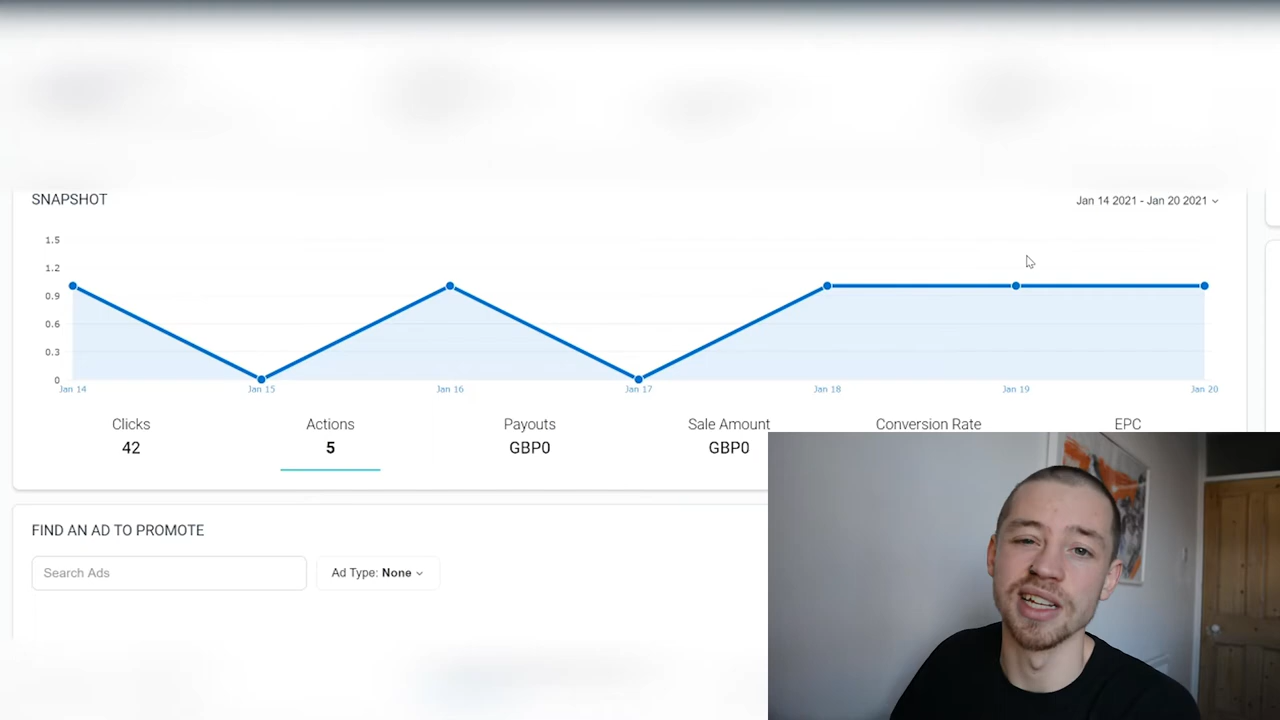 SNAPSHOT
Jan 14 2021 - Jan 20 2021
1.5
1.2
0.9
0.6
0.3
0
Jan 14 Jan 15 Jan 16 Jan 17 Jan 18 Jan 19 Jan 20
Clicks Actions Payouts Sale Amount Conversion Rate EPC
42 5 GBP0 GBP0
FIND AN AD TO PROMOTE
Search Ads Ad Type: None